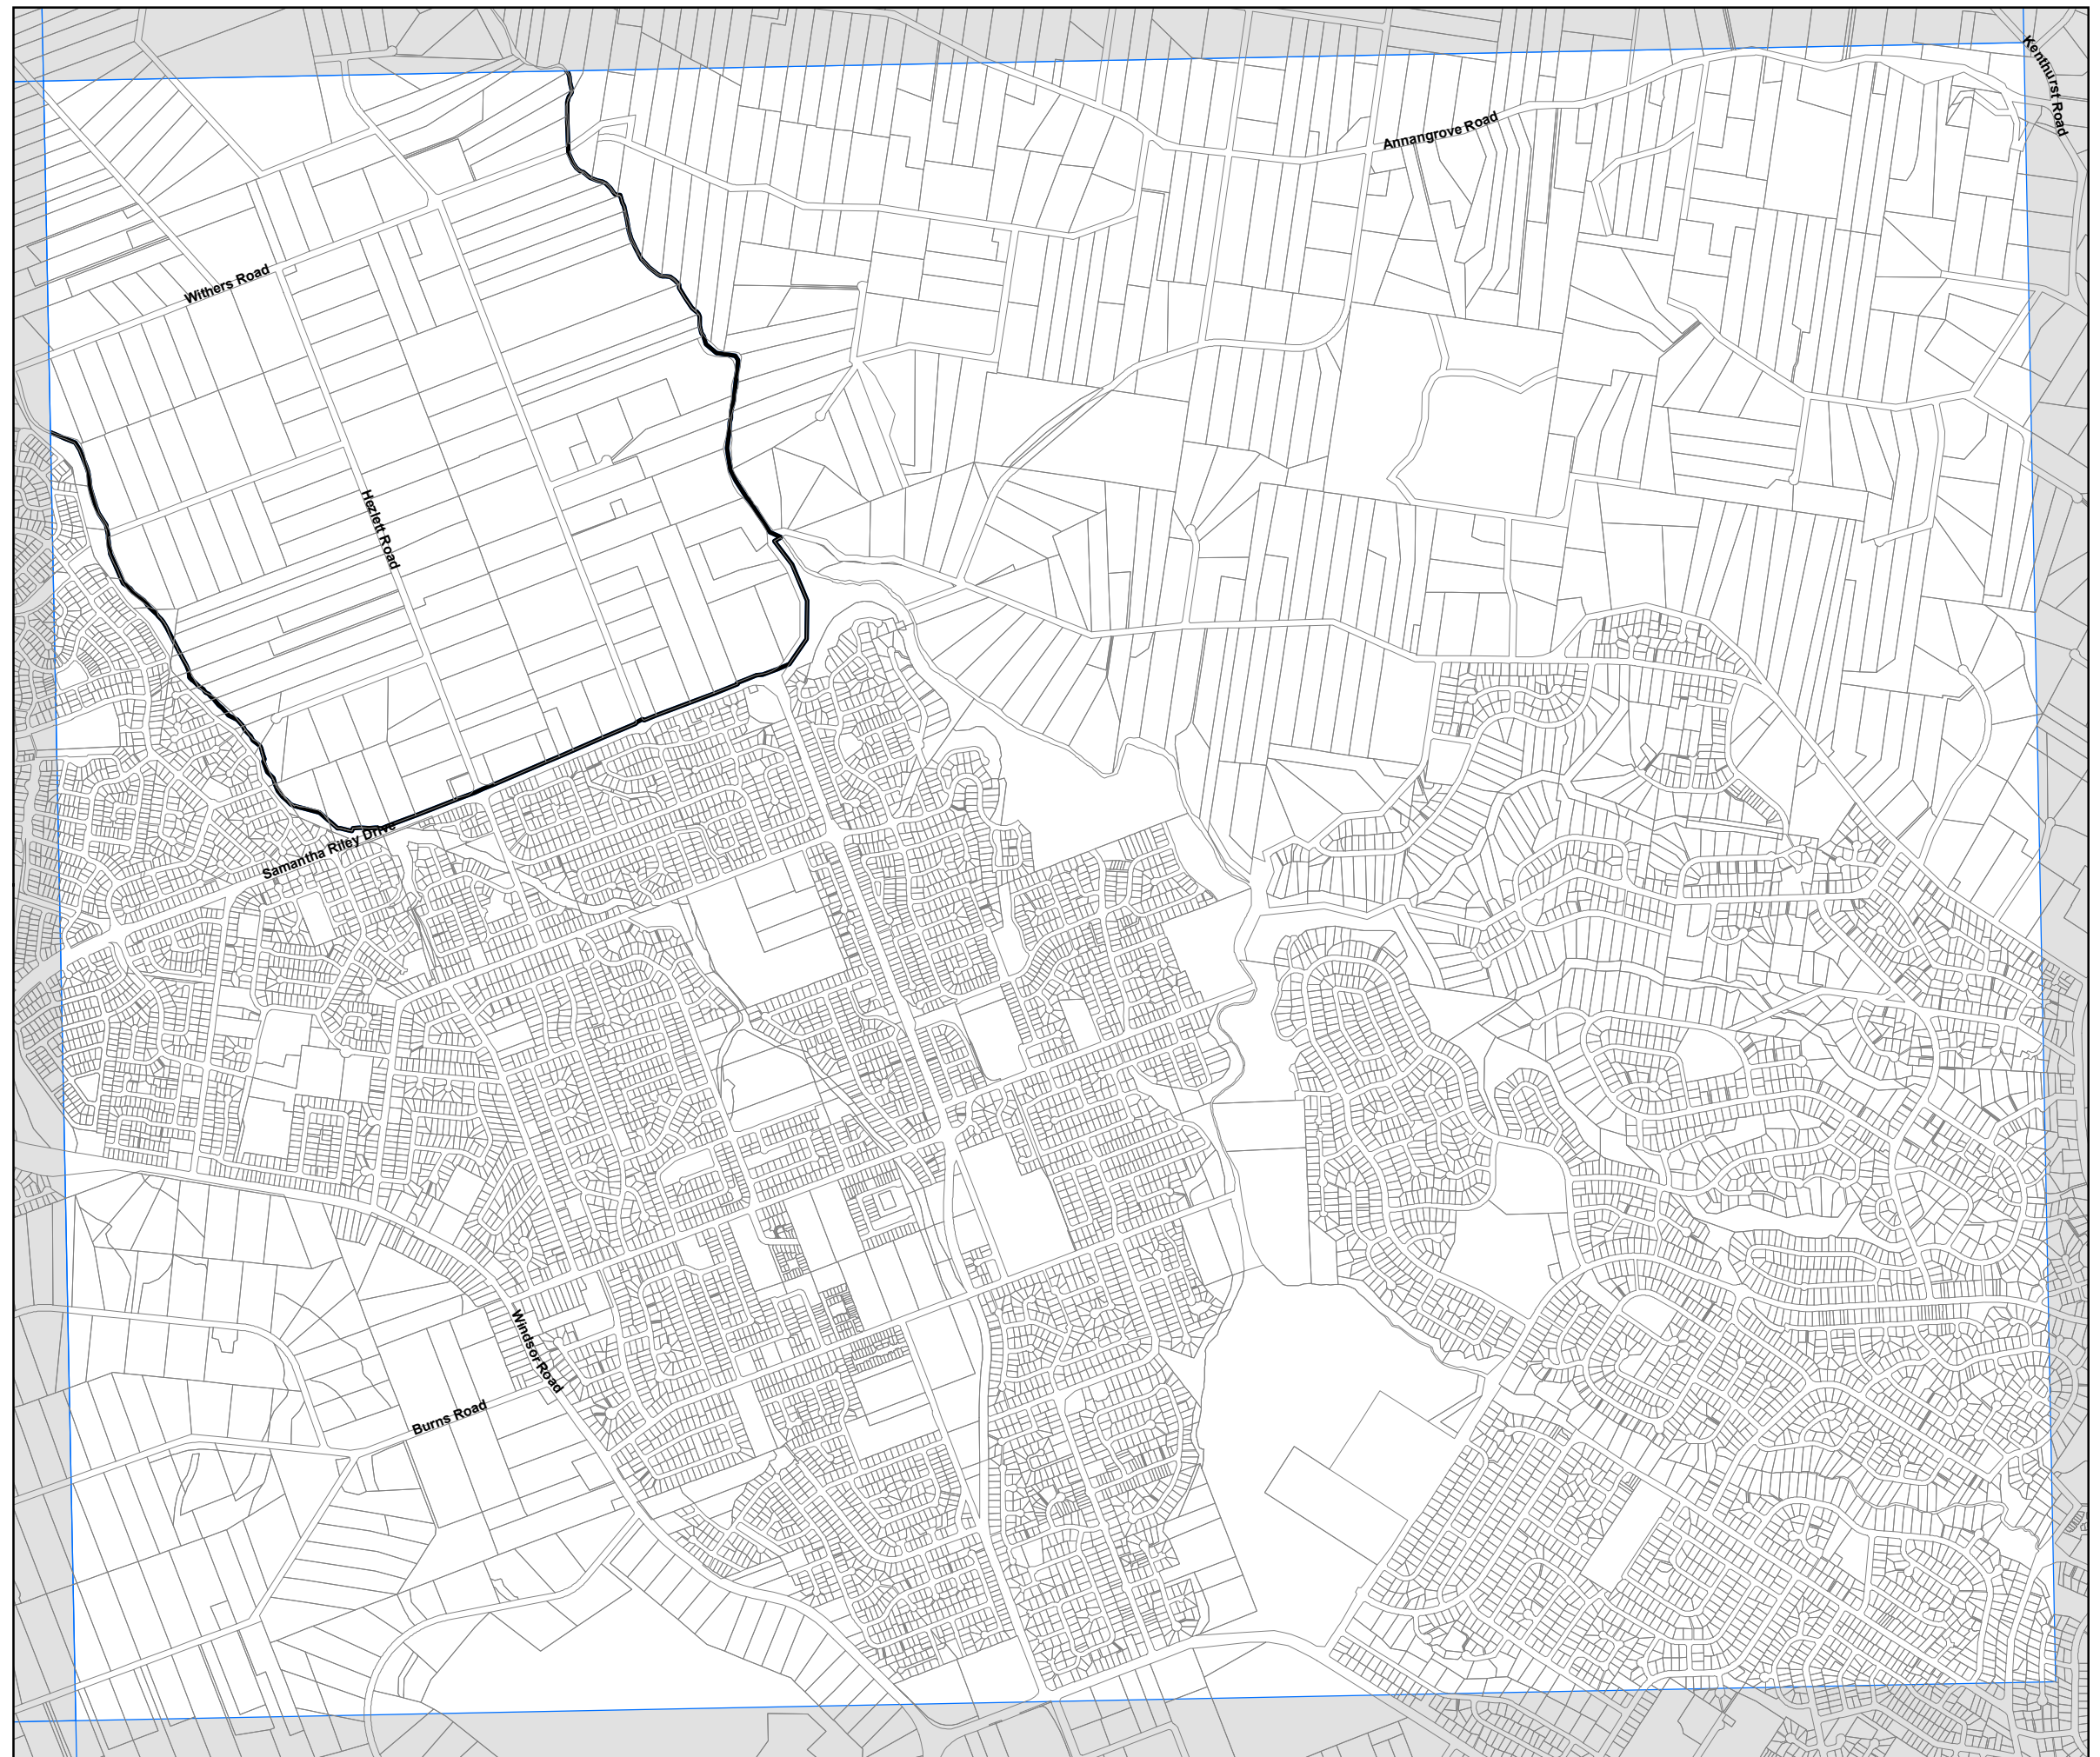 Kenthurst Road
Annangrove Road
Withers Road
Hezlett Road
Samantha Riley Drive
Windsor Road
Burns Road